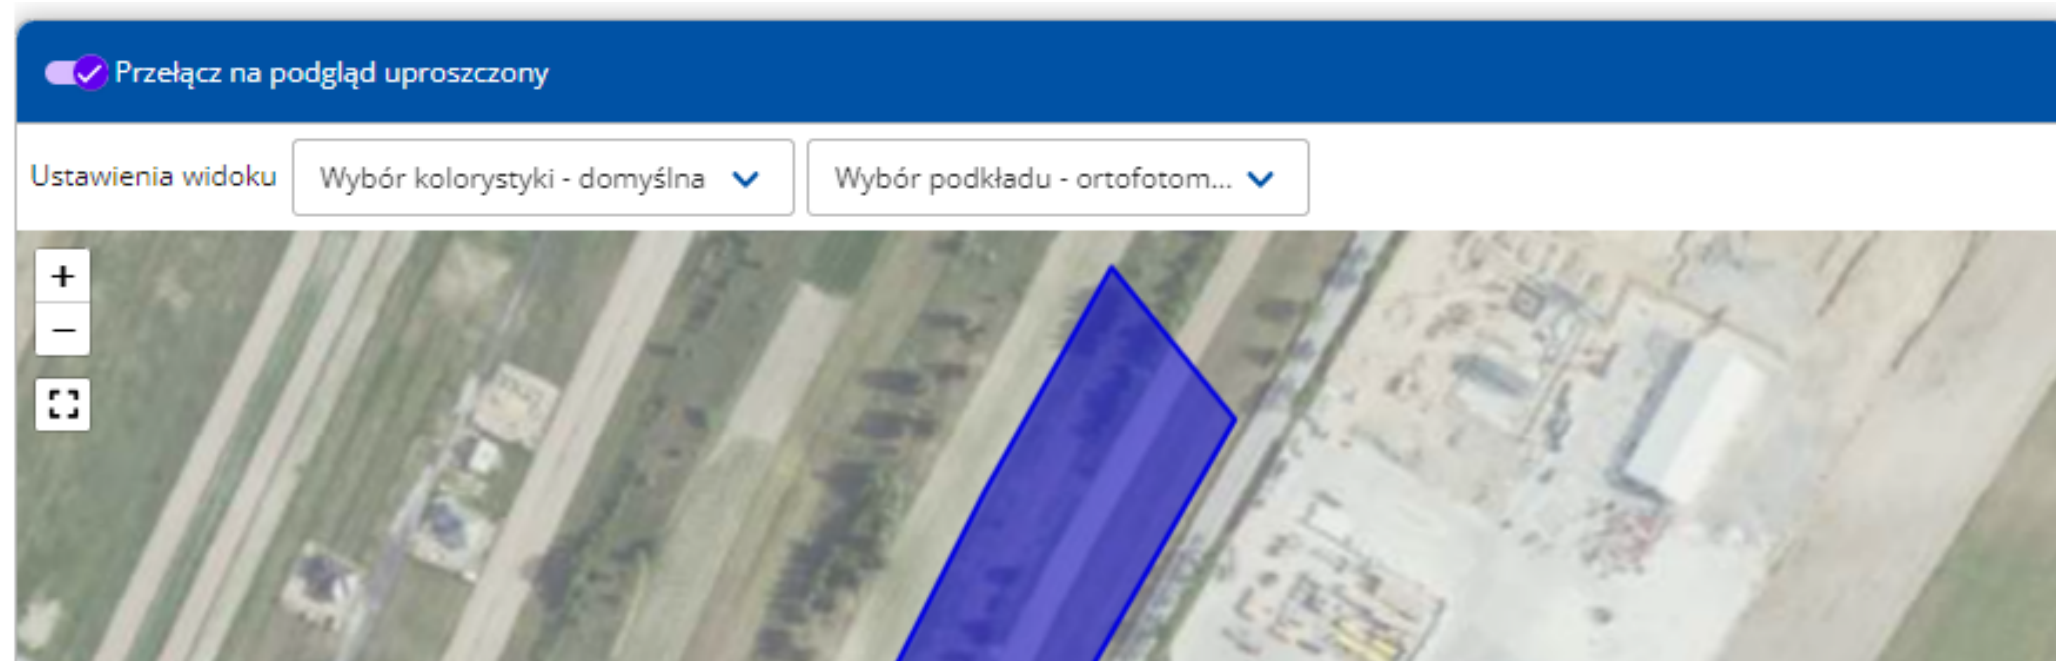 Przełącz na podgląd uproszczony
Ustawienia widoku Wybór kolorystyki - domyślna Wybór podkładu - ortofotom...
+
−